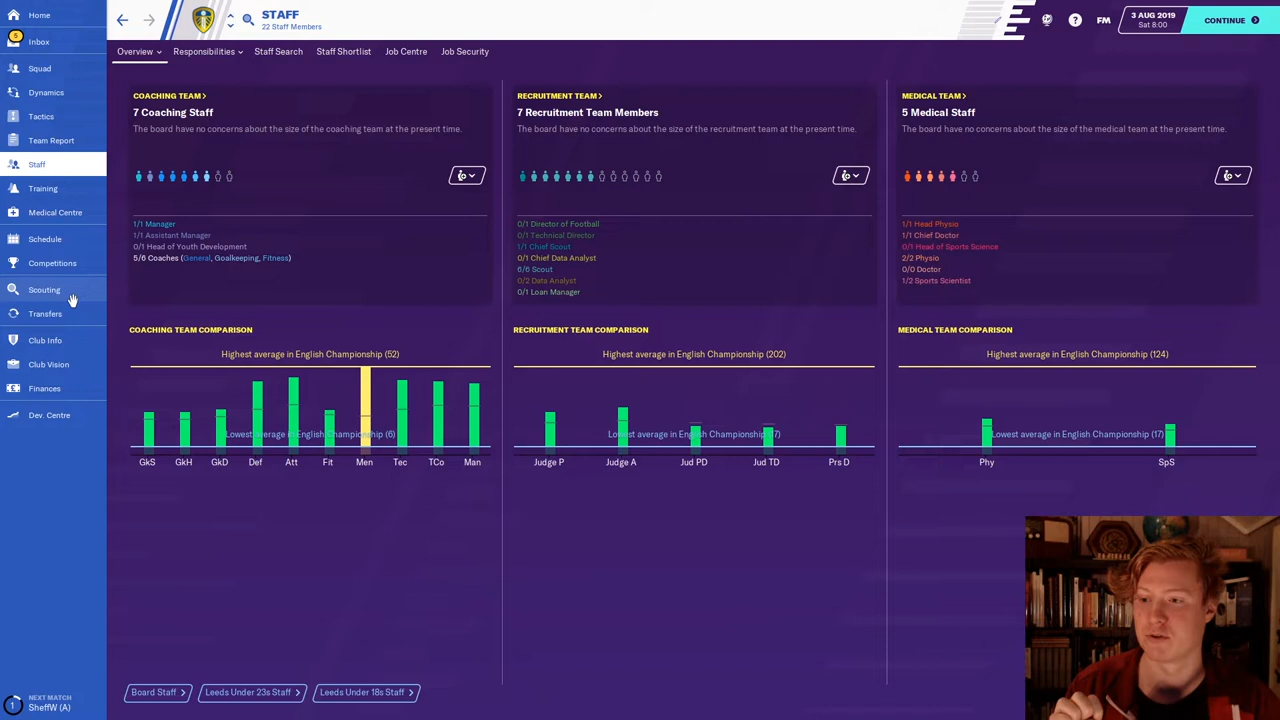 Home
5
Inbox
Squad
Dynamics
Tactics
Team Report
Staff
Training
Medical Centre
Schedule
Competitions
Scouting
Transfers
Club Info
Club Vision
Finances
Dev. Centre
1
NEXT MATCH
SheffW (A)
STAFF
22 Staff Members
?
FM
3 AUG 2019
Sat 8:00
CONTINUE
Overview
Responsibilities
Staff Search
Staff Shortlist
Job Centre
Job Security
COACHING TEAM >
7 Coaching Staff
The board have no concerns about the size of the coaching team at the present time.
1/1 Manager
1/1 Assistant Manager
0/1 Head of Youth Development
5/6 Coaches (General, Goalkeeping, Fitness)
COACHING TEAM COMPARISON
Highest average in English Championship (52)
Lowest average in English Championship (6)
GkS GkH GkD Def Att Fit Men Tec TCo Man
RECRUITMENT TEAM >
7 Recruitment Team Members
The board have no concerns about the size of the recruitment team at the present time.
0/1 Director of Football
0/1 Technical Director
1/1 Chief Scout
0/1 Chief Data Analyst
6/6 Scout
0/2 Data Analyst
0/1 Loan Manager
RECRUITMENT TEAM COMPARISON
Highest average in English Championship (202)
Lowest average in English Championship (7)
Judge P Judge A Jud PD Jud TD Prs D
MEDICAL TEAM >
5 Medical Staff
The board have no concerns about the size of the medical team at the present time.
1/1 Head Physio
1/1 Chief Doctor
0/1 Head of Sports Science
2/2 Physio
0/0 Doctor
1/2 Sports Scientist
MEDICAL TEAM COMPARISON
Highest average in English Championship (124)
Lowest average in English Championship (17)
Phy SpS
Board Staff >
Leeds Under 23s Staff >
Leeds Under 18s Staff >